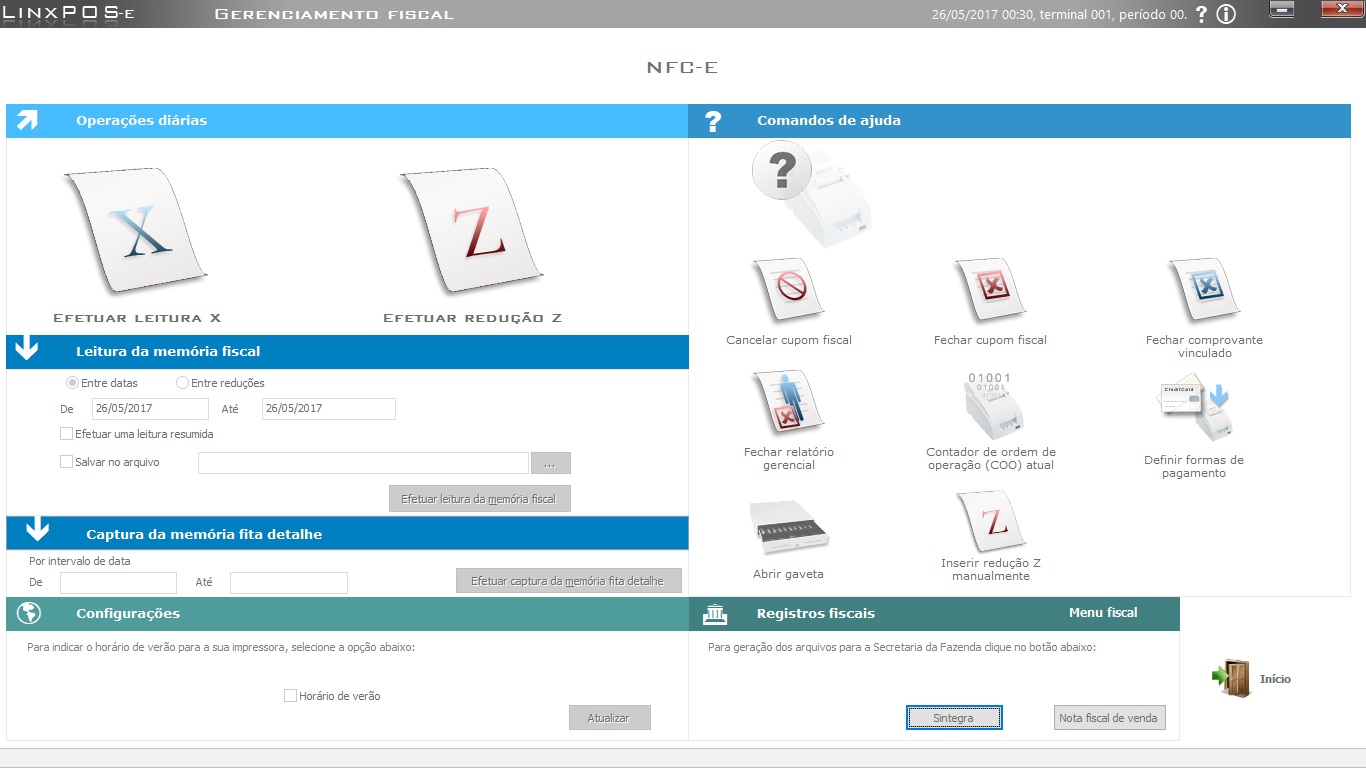 LinxPOS-e
Gerenciamento fiscal
26/05/2017 00:30, terminal 001, período 00.
NFC-E
Operações diárias
X
Efetuar leitura X
Z
Efetuar redução Z
Leitura da memória fiscal
Entre datas
Entre reduções
De
26/05/2017
Até
26/05/2017
Efetuar uma leitura resumida
Salvar no arquivo
...
Efetuar leitura da memória fiscal
Captura da memória fita detalhe
Por intervalo de data
De
Até
Efetuar captura da memória fita detalhe
Configurações
Para indicar o horário de verão para a sua impressora, selecione a opção abaixo:
Horário de verão
Atualizar
Comandos de ajuda
Cancelar cupom fiscal
Fechar cupom fiscal
Fechar comprovante
vinculado
Fechar relatório
gerencial
01001
Contador de ordem de
operação (COO) atual
CreditCard
Definir formas de
pagamento
Abrir gaveta
Z
Inserir redução Z
manualmente
Registros fiscais
Menu fiscal
Para geração dos arquivos para a Secretaria da Fazenda clique no botão abaixo:
Sintegra
Nota fiscal de venda
Início